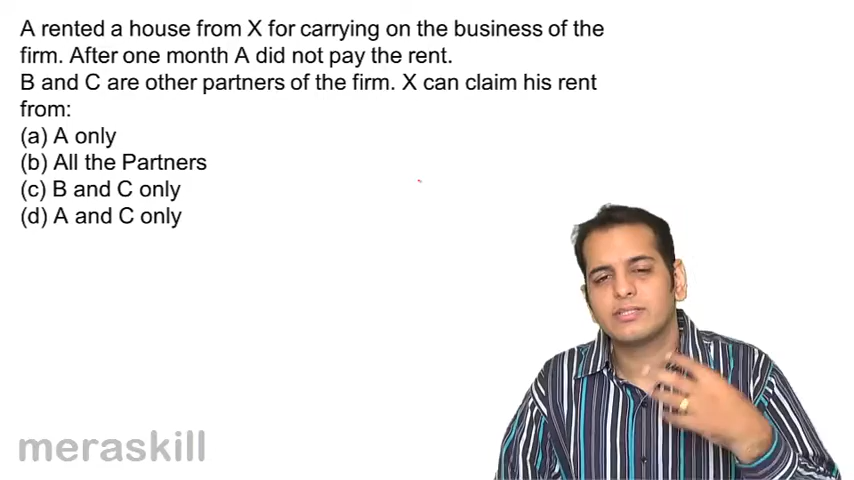 A rented a house from X for carrying on the business of the
firm. After one month A did not pay the rent.
B and C are other partners of the firm. X can claim his rent
from:
(a) A only
(b) All the Partners
(c) B and C only
(d) A and C only
meraskill